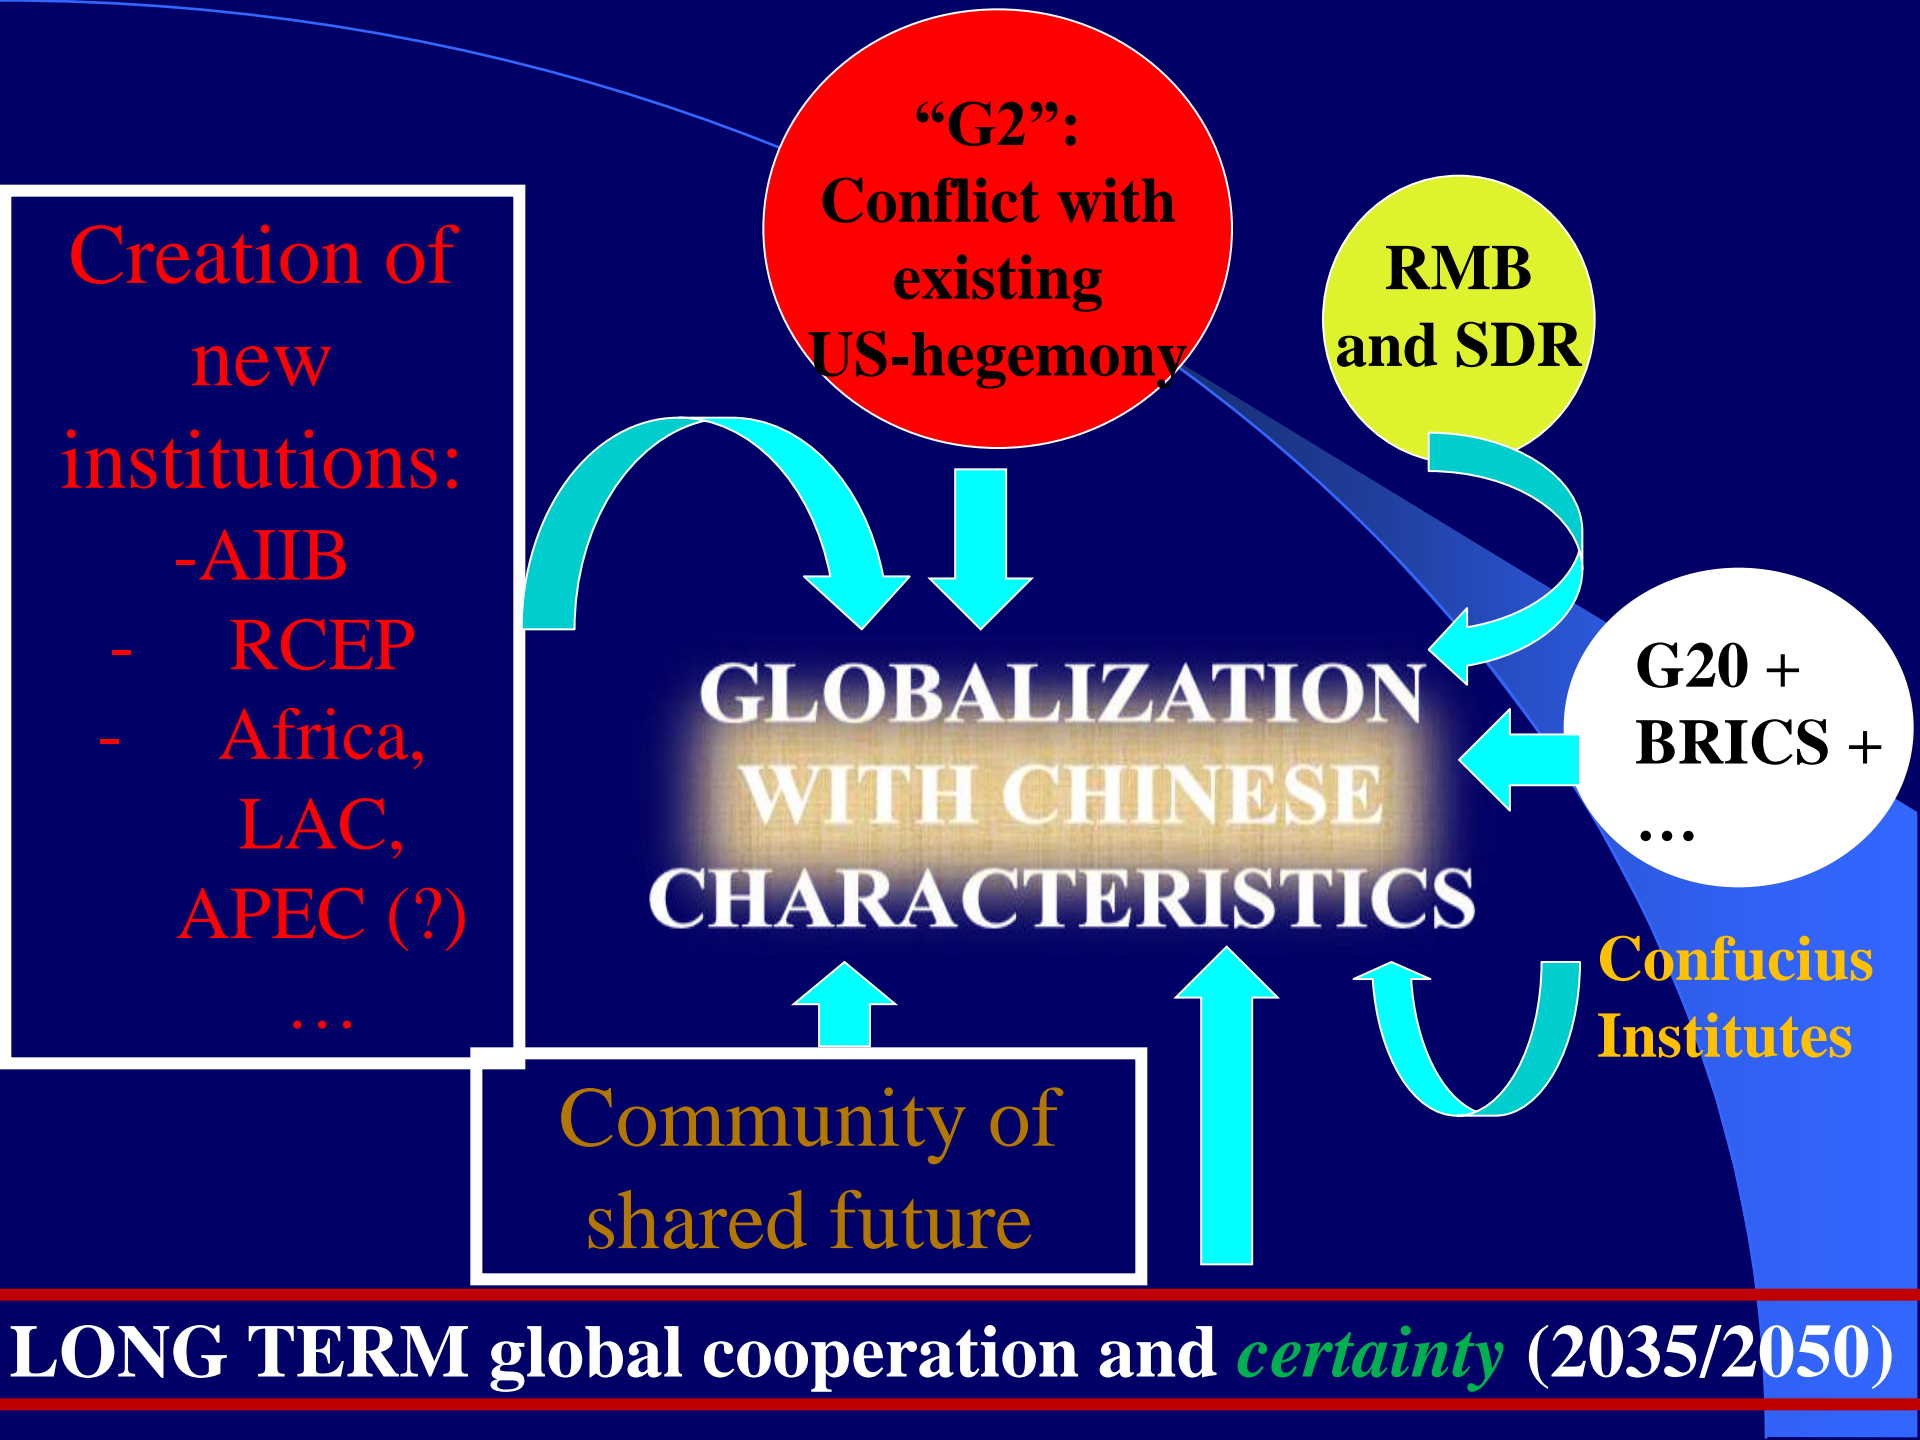 “G2”:
Conflict with
existing
US-hegemony
RMB
and SDR
Creation of
new
institutions:
-AIIB
- RCEP
- Africa,
LAC,
APEC (?)
…
GLOBALIZATION
WITH CHINESE
CHARACTERISTICS
G20 +
BRICS +
…
Confucius
Institutes
Community of
shared future
LONG TERM global cooperation and certainty (2035/2050)